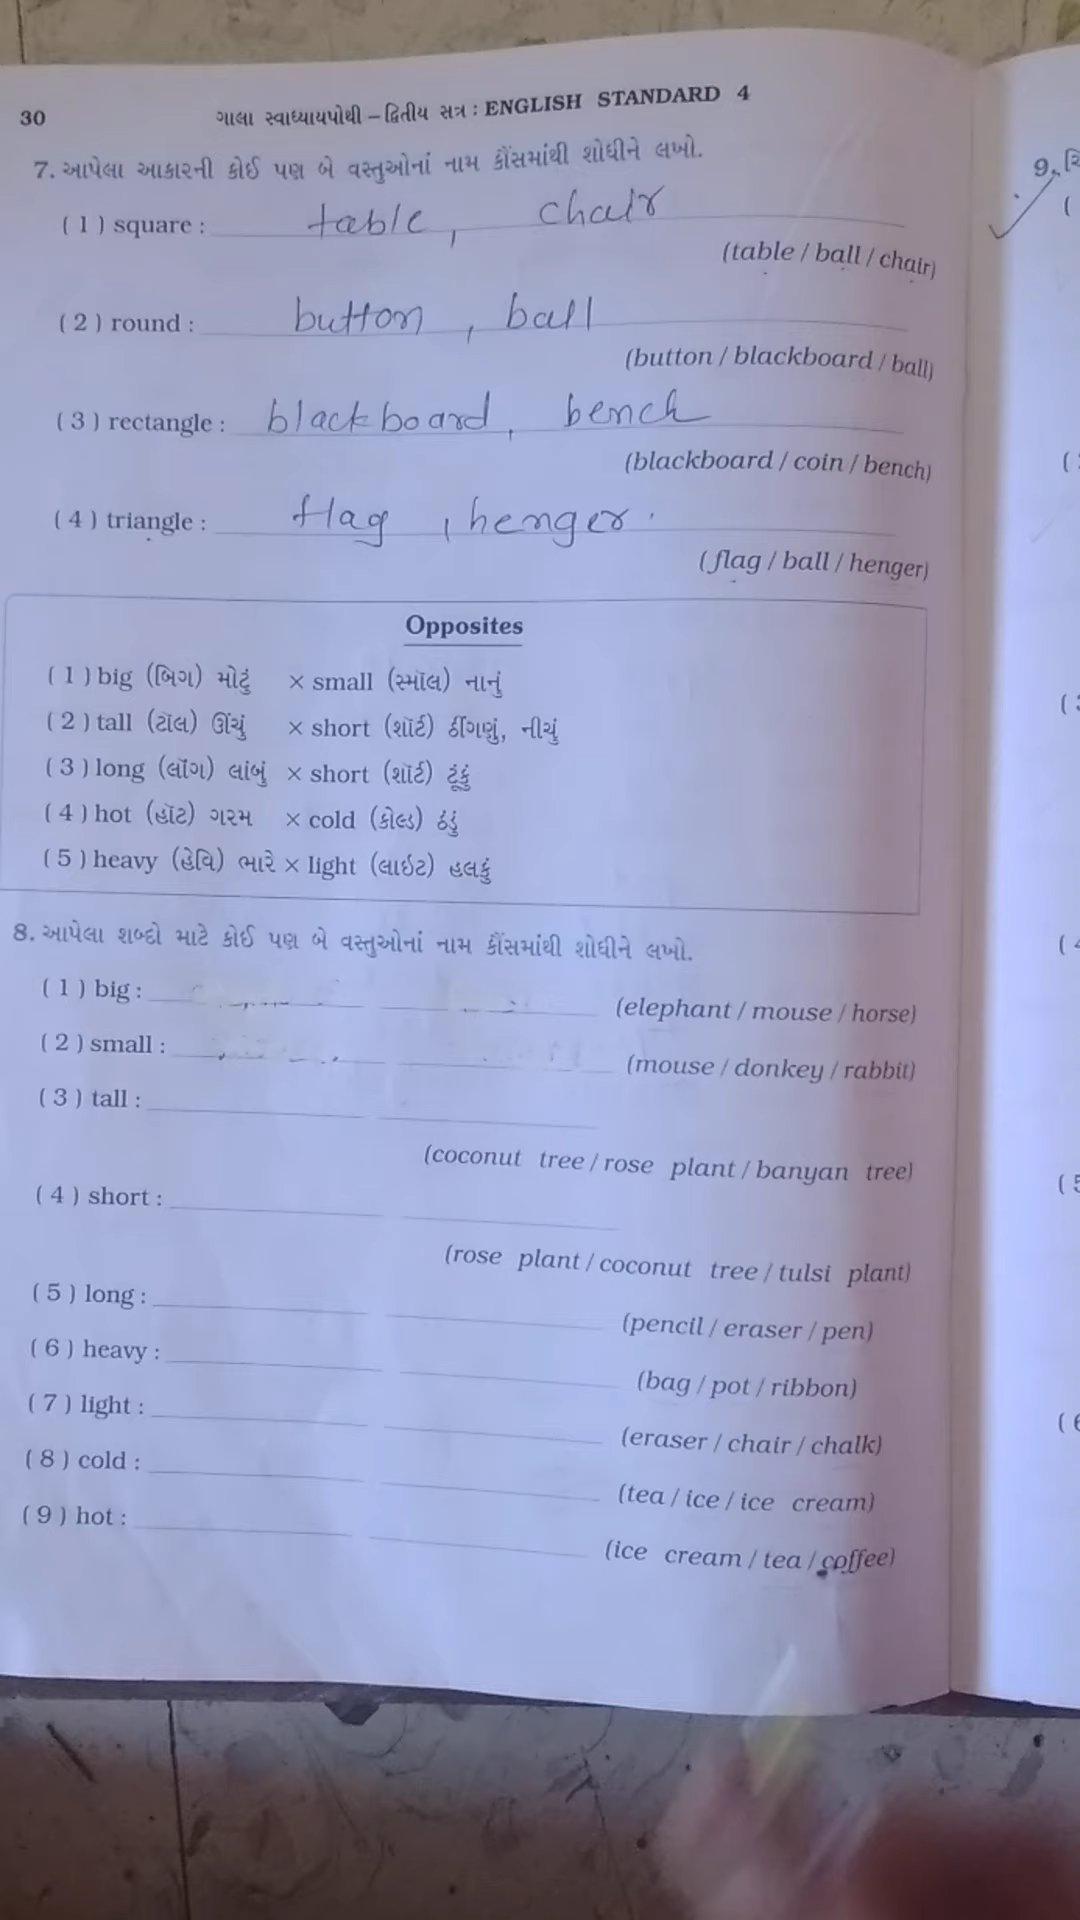 30 ગાલા સ્વાધ્યાયપોથી – દ્વિતીય સત્ર : ENGLISH STANDARD 4
7. આપેલા આકારની કોઈ પણ બે વસ્તુઓનાં નામ કૌંસમાંથી શોધીને લખો.
( 1 ) square : table, chair
(table / ball / chair)
( 2 ) round : button, ball
(button / blackboard / ball)
( 3 ) rectangle : blackboard, bench
(blackboard / coin / bench)
( 4 ) triangle : flag, henger.
(flag / ball / henger)
Opposites
( 1 ) big (બિગ) મોટું × small (સ્મૉલ) નાનું
( 2 ) tall (ટૉલ) ઊંચું × short (શૉર્ટ) ઠીંગણું, નીચું
( 3 ) long (લૉંગ) લાંબું × short (શૉર્ટ) ટૂંકું
( 4 ) hot (હૉટ) ગરમ × cold (કોલ્ડ) ઠંડું
( 5 ) heavy (હેવિ) ભારે × light (લાઇટ) હલકું
8. આપેલા શબ્દો માટે કોઈ પણ બે વસ્તુઓનાં નામ કૌંસમાંથી શોધીને લખો.
( 1 ) big : (elephant / mouse / horse)
( 2 ) small : (mouse / donkey / rabbit)
( 3 ) tall :
(coconut tree / rose plant / banyan tree)
( 4 ) short :
(rose plant / coconut tree / tulsi plant)
( 5 ) long : (pencil / eraser / pen)
( 6 ) heavy : (bag / pot / ribbon)
( 7 ) light : (eraser / chair / chalk)
( 8 ) cold : (tea / ice / ice cream)
( 9 ) hot : (ice cream / tea / coffee)
9.